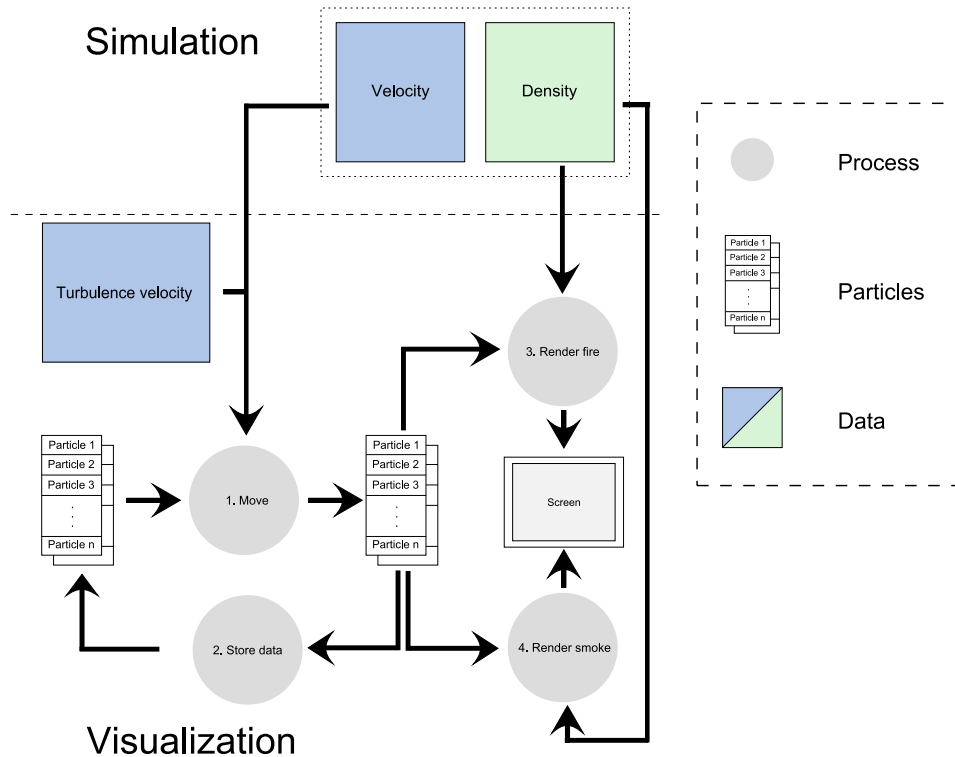 Simulation
Velocity
Density
Turbulence velocity
3. Render fire
Particle 1
Particle 2
Particle 3
Particle n
1. Move
Particle 1
Particle 2
Particle 3
Particle n
Screen
2. Store data
4. Render smoke
Visualization
Process
Particle 1
Particle 2
Particle 3
Particle n
Particles
Data